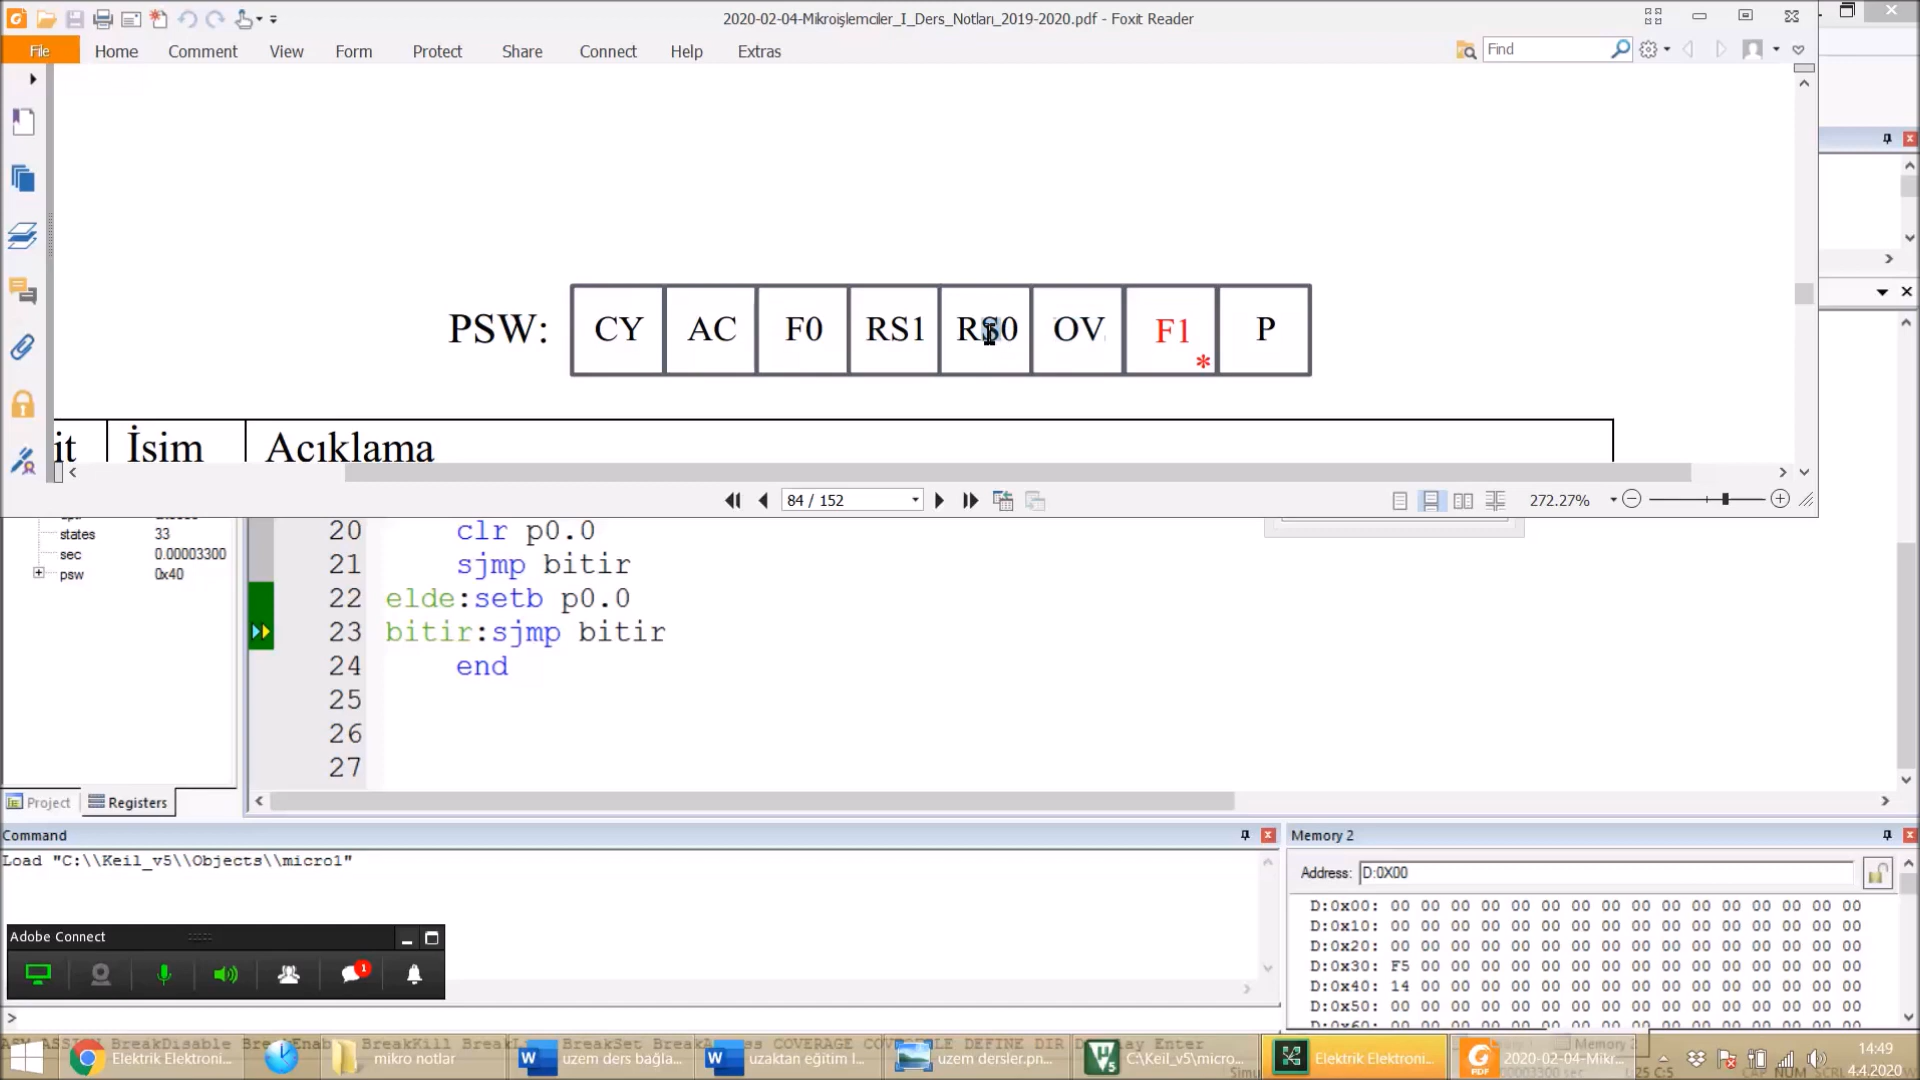 2020-02-04-Mikroişlemciler_I_Ders_Notları_2019-2020.pdf - Foxit Reader
File Home Comment View Form Protect Share Connect Help Extras
Find
PSW: CY AC F0 RS1 RS0 OV F1 * P
it İsim Açıklama
84 / 152
272.27%
states 33
sec 0.00003300
psw 0x40
20 clr p0.0
21 sjmp bitir
22 elde:setb p0.0
23 bitir:sjmp bitir
24 end
25
26
27
Project Registers
Command
Load "C:\\Keil_v5\\Objects\\micro1"
Memory 2
Address: D:0X00
D:0x00: 00 00 00 00 00 00 00 00 00 00 00 00 00 00 00 00
D:0x10: 00 00 00 00 00 00 00 00 00 00 00 00 00 00 00 00
D:0x20: 00 00 00 00 00 00 00 00 00 00 00 00 00 00 00 00
D:0x30: F5 00 00 00 00 00 00 00 00 00 00 00 00 00 00 00
D:0x40: 14 00 00 00 00 00 00 00 00 00 00 00 00 00 00 00
D:0x50: 00 00 00 00 00 00 00 00 00 00 00 00 00 00 00 00
Adobe Connect
1
>
Elektrik Elektroni...
mikro notlar
uzem ders bağla...
uzaktan eğitim l...
uzem dersler.pn...
C:\Keil_v5\micro...
Elektrik Elektroni...
2020-02-04-Mikr...
14:49
4.4.2020